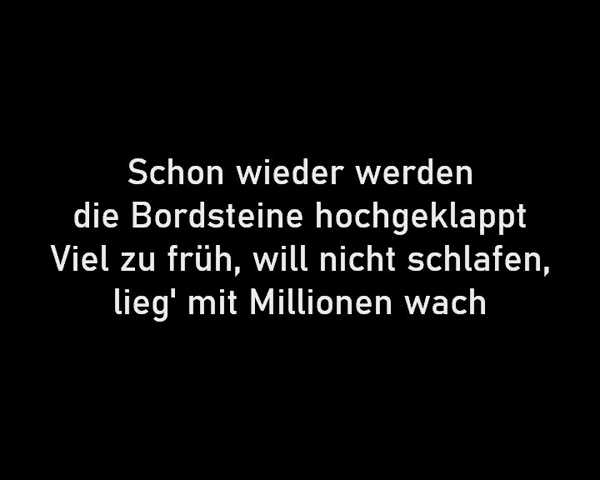 Schon wieder werden
die Bordsteine hochgeklappt
Viel zu früh, will nicht schlafen,
lieg' mit Millionen wach